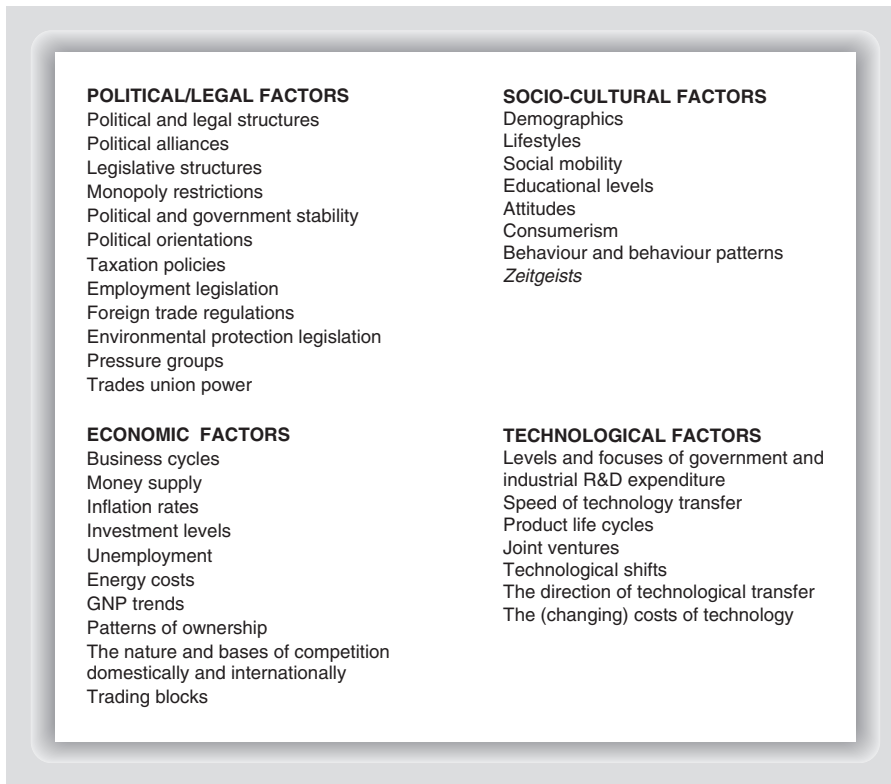 POLITICAL/LEGAL FACTORS
Political and legal structures
Political alliances
Legislative structures
Monopoly restrictions
Political and government stability
Political orientations
Taxation policies
Employment legislation
Foreign trade regulations
Environmental protection legislation
Pressure groups
Trades union power
SOCIO-CULTURAL FACTORS
Demographics
Lifestyles
Social mobility
Educational levels
Attitudes
Consumerism
Behaviour and behaviour patterns
Zeitgeists
ECONOMIC FACTORS
Business cycles
Money supply
Inflation rates
Investment levels
Unemployment
Energy costs
GNP trends
Patterns of ownership
The nature and bases of competition
domestically and internationally
Trading blocks
TECHNOLOGICAL FACTORS
Levels and focuses of government and
industrial R&D expenditure
Speed of technology transfer
Product life cycles
Joint ventures
Technological shifts
The direction of technological transfer
The (changing) costs of technology